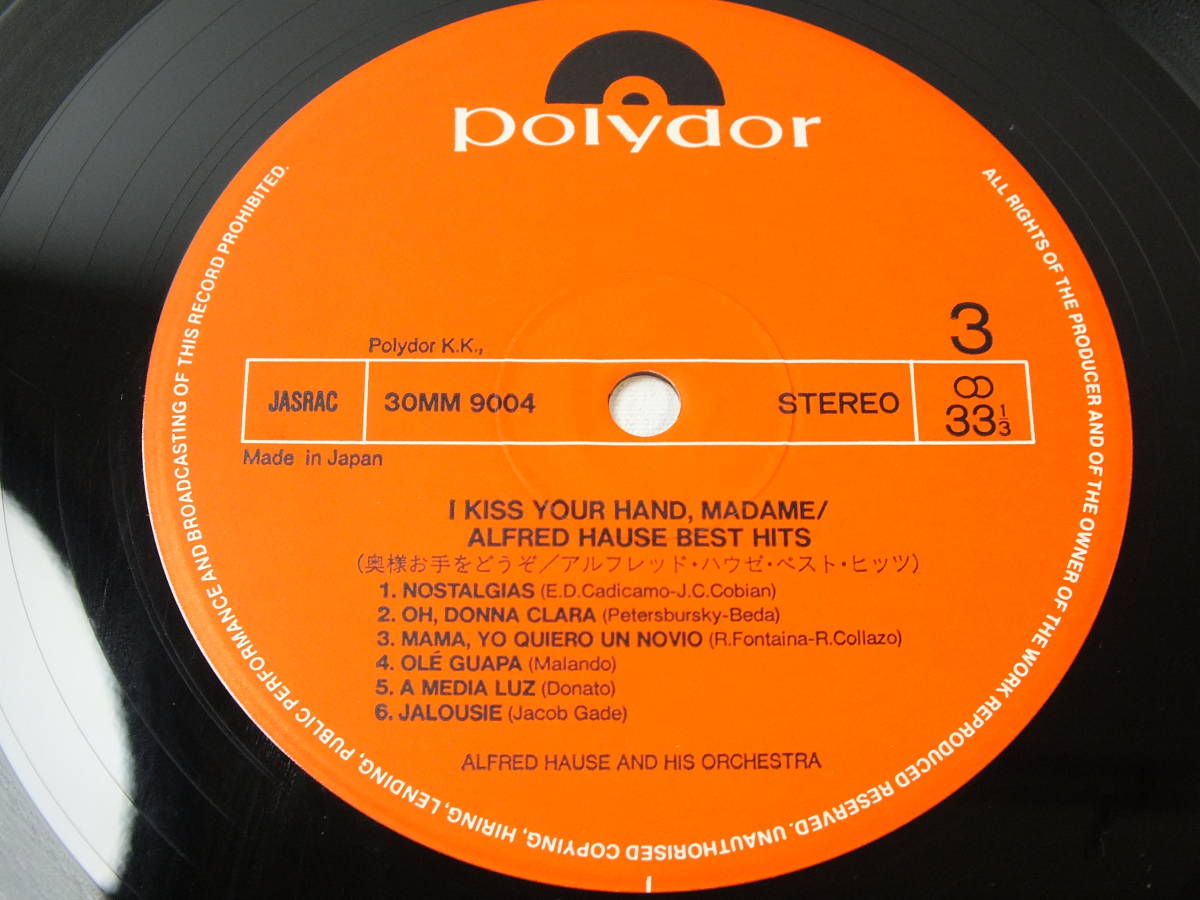 polydor
3
Polydor K.K.,
JASRAC 30MM 9004 STEREO 33⅓
Made in Japan
I KISS YOUR HAND, MADAME/
ALFRED HAUSE BEST HITS
(奥様お手をどうぞ/アルフレッド・ハウゼ・ベスト・ヒッツ)
1. NOSTALGIAS (E.D.Cadicamo-J.C.Cobian)
2. OH, DONNA CLARA (Petersbursky-Beda)
3. MAMA, YO QUIERO UN NOVIO (R.Fontaina-R.Collazo)
4. OLÉ GUAPA (Malando)
5. A MEDIA LUZ (Donato)
6. JALOUSIE (Jacob Gade)
ALFRED HAUSE AND HIS ORCHESTRA
ALL RIGHTS OF THE PRODUCER AND OF THE OWNER OF THE WORK REPRODUCED RESERVED. UNAUTHORISED COPYING, HIRING, LENDING, PUBLIC PERFORMANCE AND BROADCASTING OF THIS RECORD PROHIBITED.